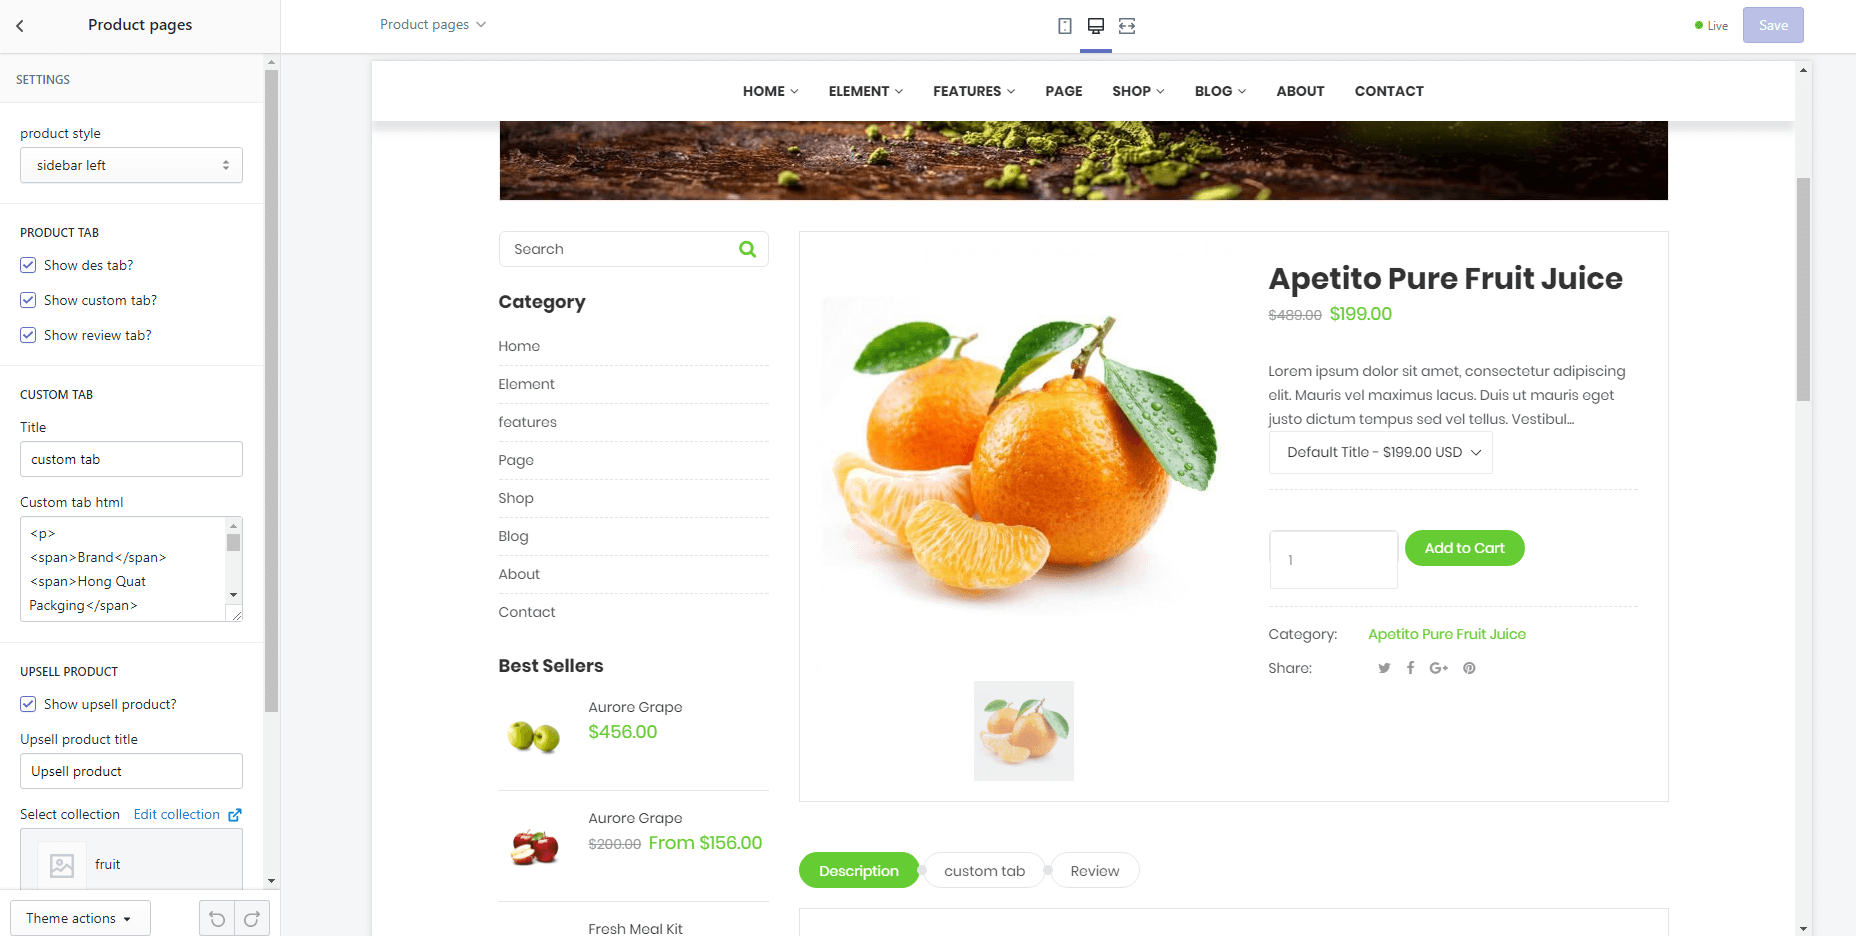 Product pages
SETTINGS
product style
sidebar left
PRODUCT TAB
Show des tab?
Show custom tab?
Show review tab?
CUSTOM TAB
Title
custom tab
Custom tab html
<p>
<span>Brand</span>
<span>Hong Quat
Packging</span>
UPSELL PRODUCT
Show upsell product?
Upsell product title
Upsell product
Select collection Edit collection
fruit
Theme actions
Product pages
Live
Save
HOME ELEMENT FEATURES PAGE SHOP BLOG ABOUT CONTACT
Search
Category
Home
Element
features
Page
Shop
Blog
About
Contact
Best Sellers
Aurore Grape
$456.00
Aurore Grape
$200.00 From $156.00
Fresh Meal Kit
Apetito Pure Fruit Juice
$489.00 $199.00
Lorem ipsum dolor sit amet, consectetur adipiscing
elit. Mauris vel maximus lacus. Duis ut mauris eget
justo dictum tempus sed vel tellus. Vestibul...
Default Title - $199.00 USD
1
Add to Cart
Category: Apetito Pure Fruit Juice
Share:
Description
custom tab
Review